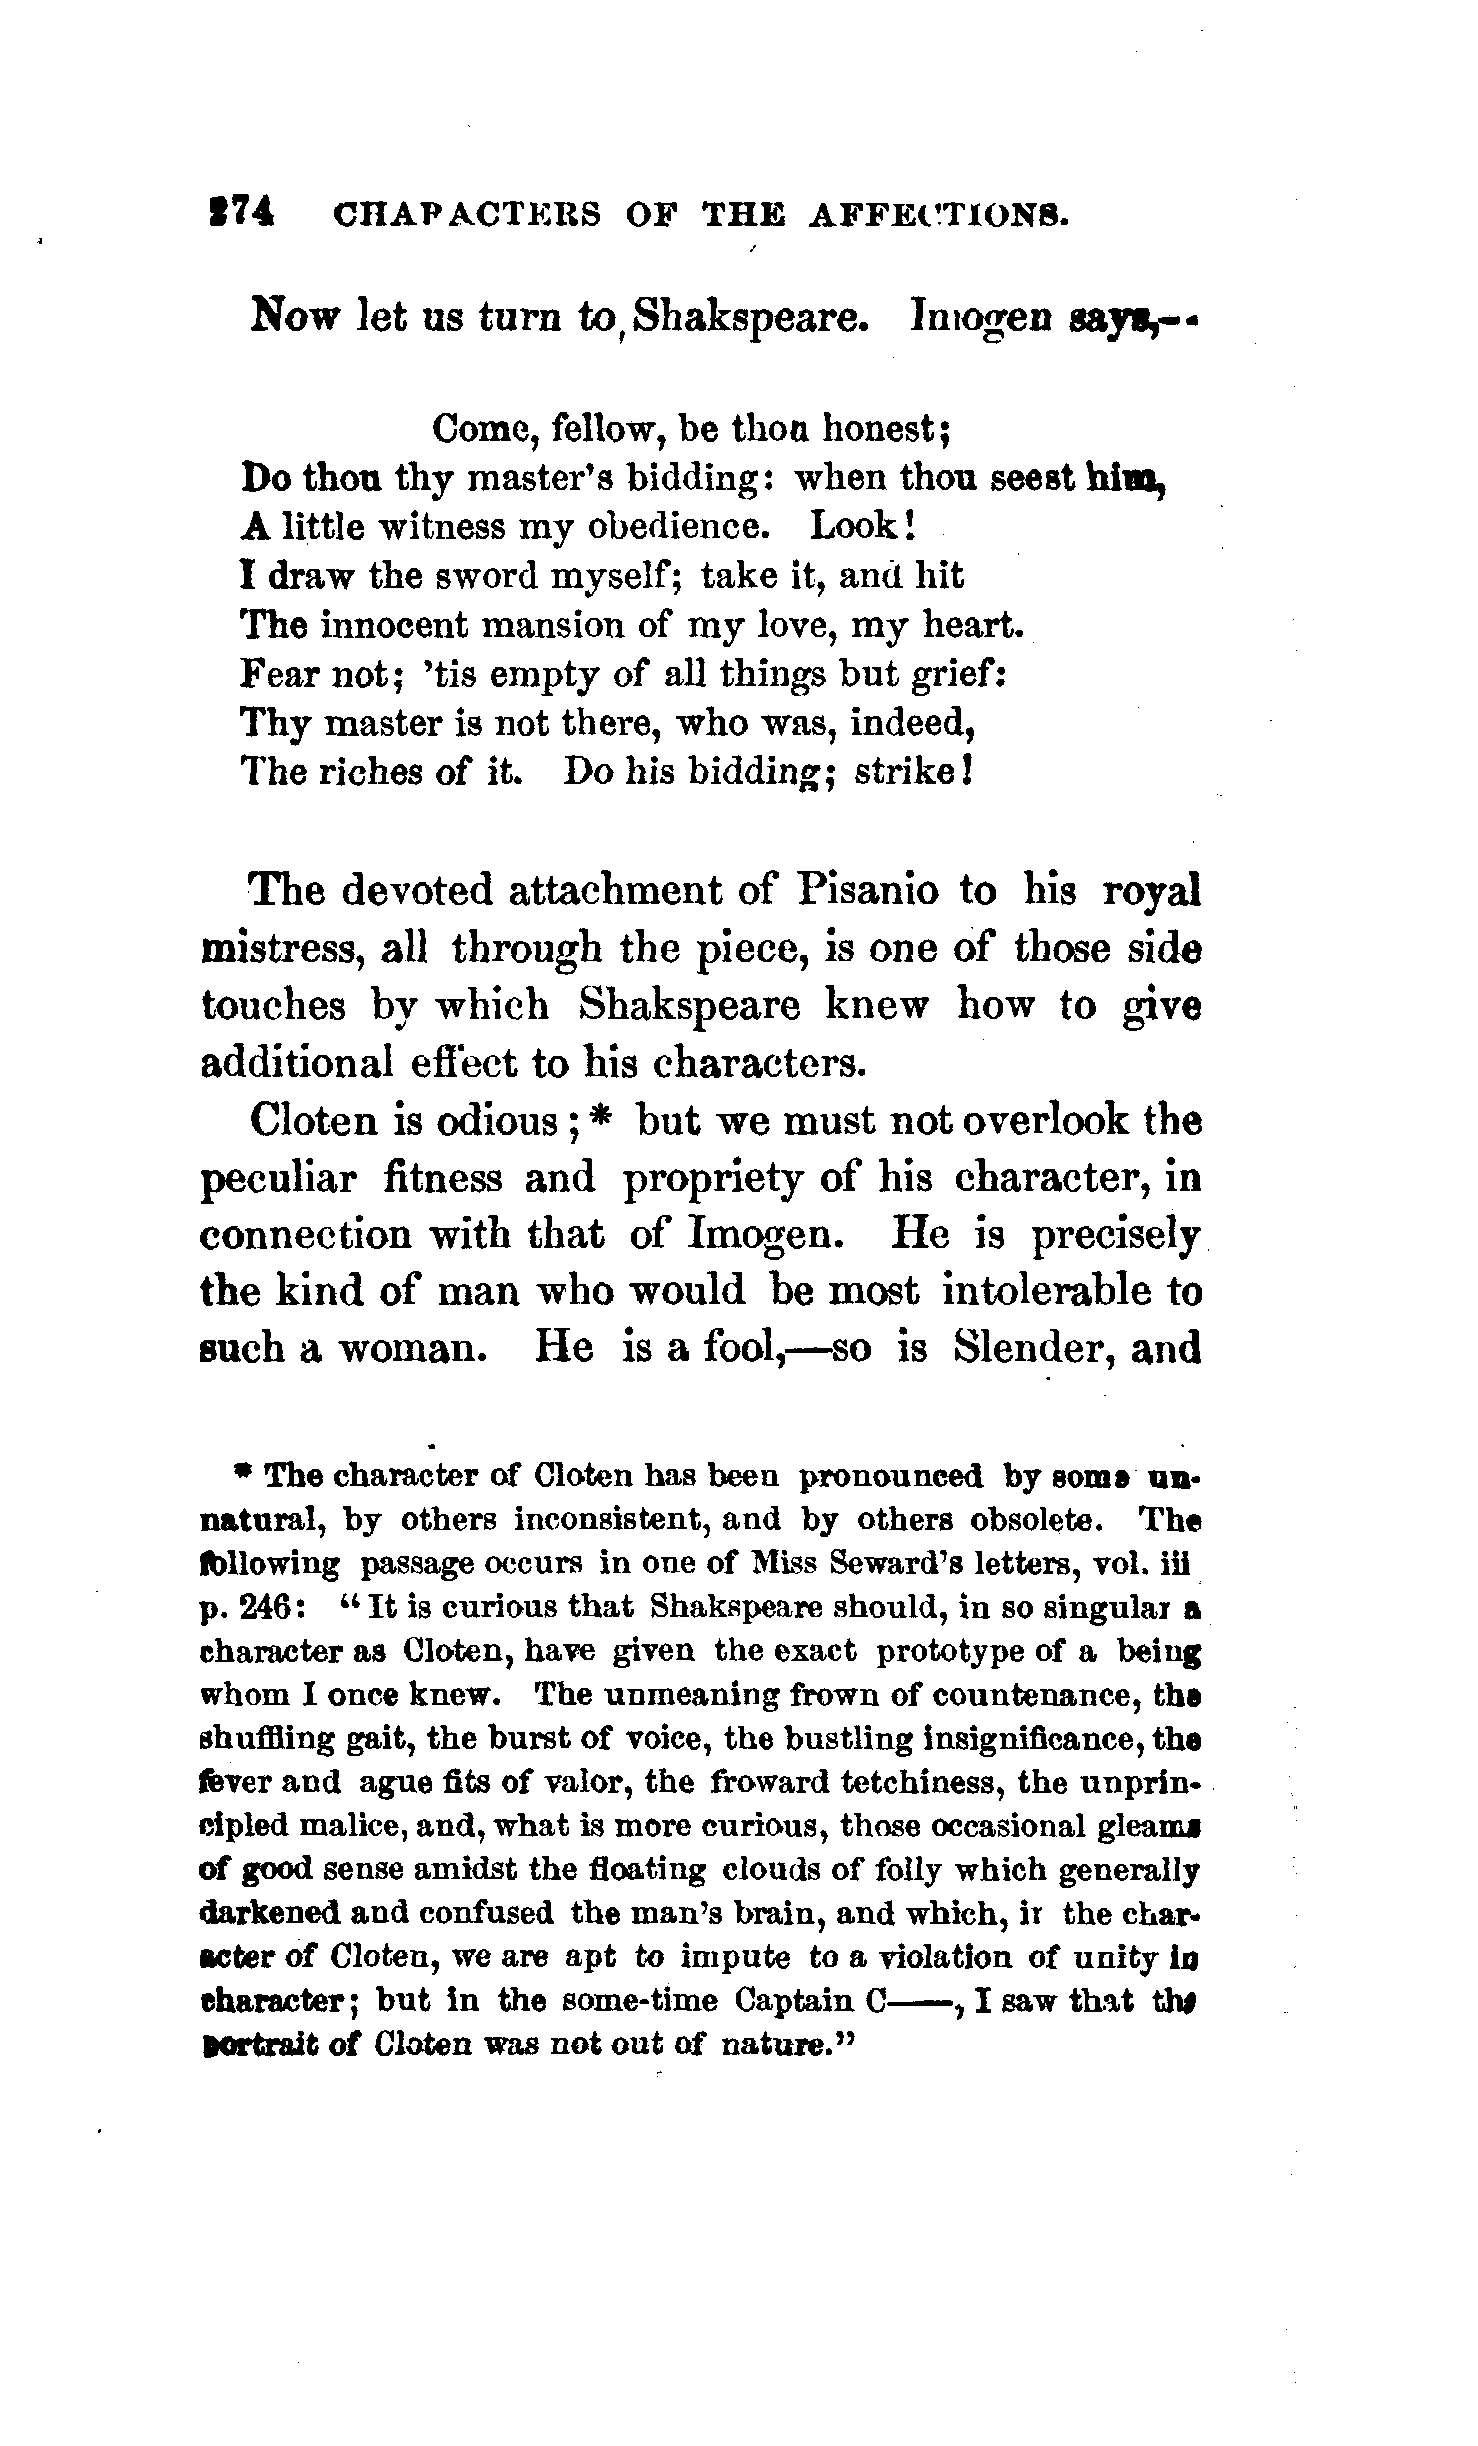 274 CHARACTERS OF THE AFFECTIONS.
Now let us turn to Shakspeare. Imogen says,--
Come, fellow, be thou honest;
Do thou thy master's bidding: when thou seest him,
A little witness my obedience. Look!
I draw the sword myself; take it, and hit
The innocent mansion of my love, my heart.
Fear not; 'tis empty of all things but grief:
Thy master is not there, who was, indeed,
The riches of it. Do his bidding; strike!
The devoted attachment of Pisanio to his royal
mistress, all through the piece, is one of those side
touches by which Shakspeare knew how to give
additional effect to his characters.
Cloten is odious;* but we must not overlook the
peculiar fitness and propriety of his character, in
connection with that of Imogen. He is precisely
the kind of man who would be most intolerable to
such a woman. He is a fool,—so is Slender, and
* The character of Cloten has been pronounced by some un-
natural, by others inconsistent, and by others obsolete. The
following passage occurs in one of Miss Seward's letters, vol. iii
p. 246: "It is curious that Shakspeare should, in so singular a
character as Cloten, have given the exact prototype of a being
whom I once knew. The unmeaning frown of countenance, the
shuffling gait, the burst of voice, the bustling insignificance, the
fever and ague fits of valor, the froward tetchiness, the unprin-
cipled malice, and, what is more curious, those occasional gleams
of good sense amidst the floating clouds of folly which generally
darkened and confused the man's brain, and which, in the char-
acter of Cloten, we are apt to impute to a violation of unity in
character; but in the some-time Captain C——, I saw that the
portrait of Cloten was not out of nature."